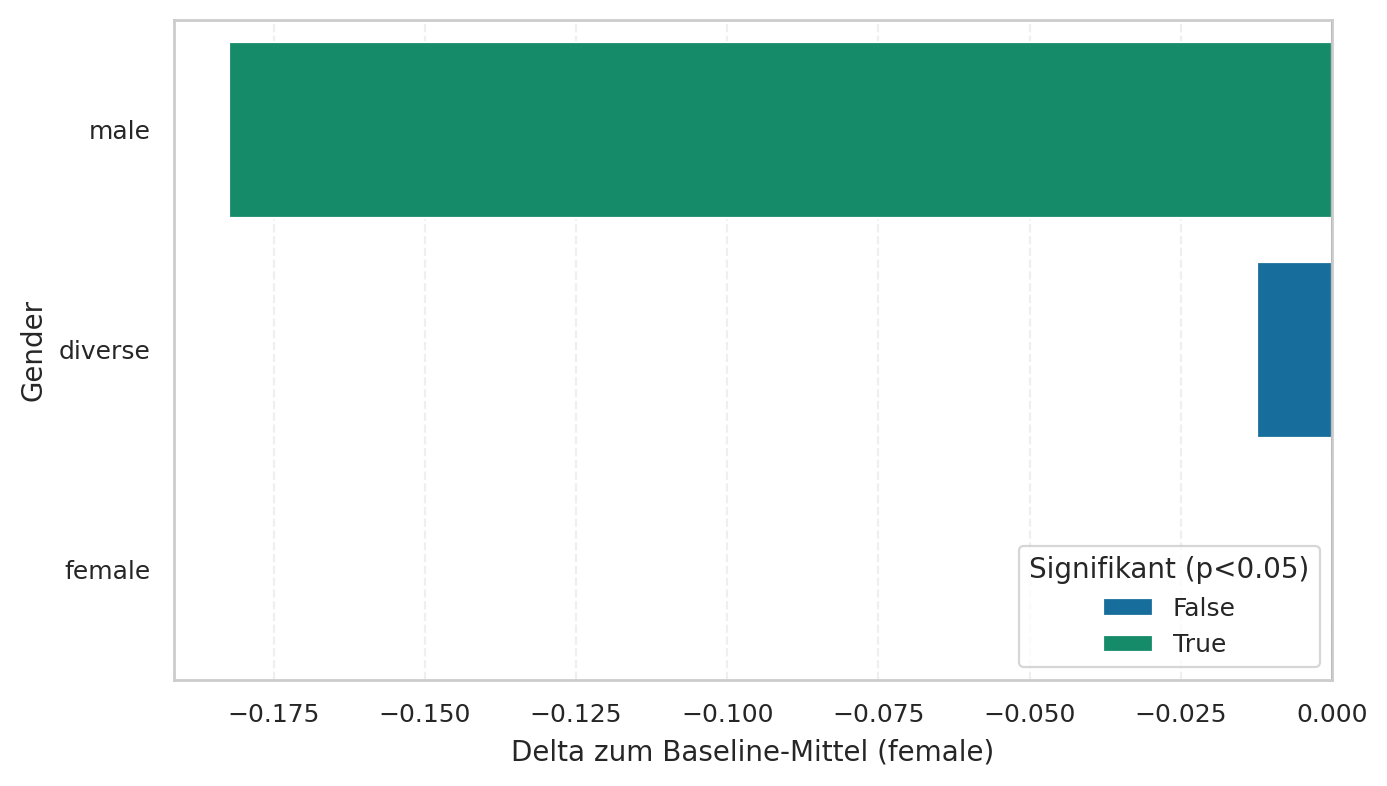 male
diverse
female
Gender
Signifikant (p<0.05)
False
True
−0.175 −0.150 −0.125 −0.100 −0.075 −0.050 −0.025 0.000
Delta zum Baseline-Mittel (female)